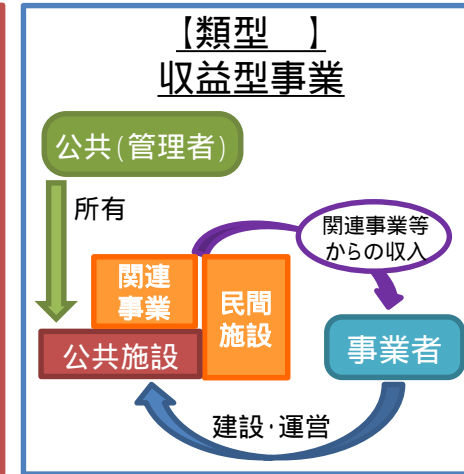 【類型　】
収益型事業
公共(管理者)
所有
関連事業等
からの収入
関連
事業
民間
施設
公共施設
事業者
建設・運営